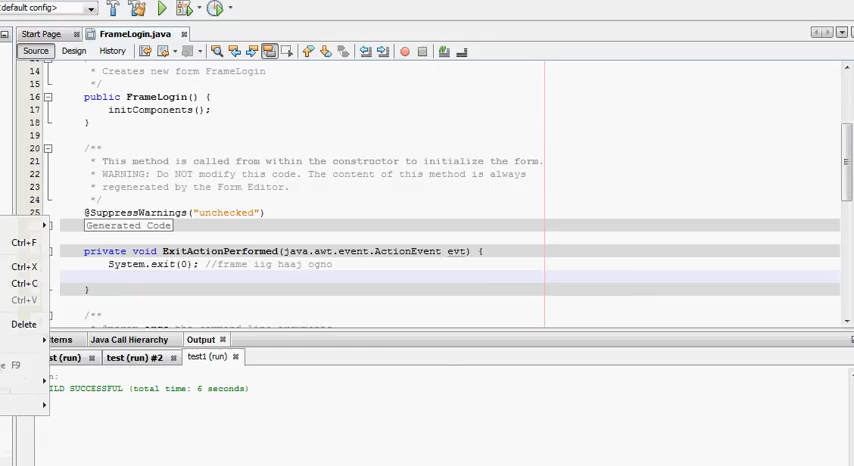 default config>
Start Page
FrameLogin.java
Source Design History
14 * Creates new form FrameLogin
15 */
16 public FrameLogin() {
17 initComponents();
18 }
19
20 /**
21 * This method is called from within the constructor to initialize the form.
22 * WARNING: Do NOT modify this code. The content of this method is always
23 * regenerated by the Form Editor.
24 */
25 @SuppressWarnings("unchecked")
Generated Code
private void ExitActionPerformed(java.awt.event.ActionEvent evt) {
System.exit(0); //frame iig haaj ogno
}
/**
Ctrl+F
Ctrl+X
Ctrl+C
Ctrl+V
Delete
F9
Java Call Hierarchy
Output
(run)
test (run) #2
test1 (run)
ILD SUCCESSFUL (total time: 6 seconds)